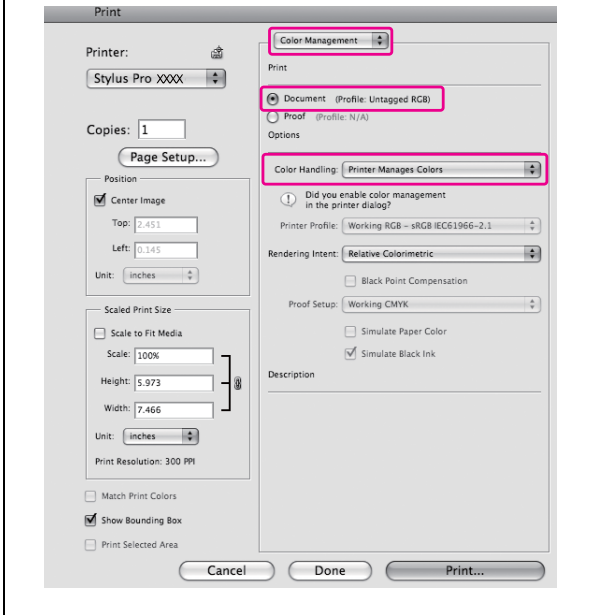 Print
Printer:
Stylus Pro XXXX
Copies: 1
Page Setup...
Position
Center Image
Top: 2.451
Left: 0.145
Unit: inches
Scaled Print Size
Scale to Fit Media
Scale: 100%
Height: 5.973
Width: 7.466
Unit: inches
Print Resolution: 300 PPI
Match Print Colors
Show Bounding Box
Print Selected Area
Color Management
Print
Document (Profile: Untagged RGB)
Proof (Profile: N/A)
Options
Color Handling: Printer Manages Colors
Did you enable color management
in the printer dialog?
Printer Profile: Working RGB - sRGB IEC61966-2.1
Rendering Intent: Relative Colorimetric
Black Point Compensation
Proof Setup: Working CMYK
Simulate Paper Color
Simulate Black Ink
Description
Cancel Done Print...